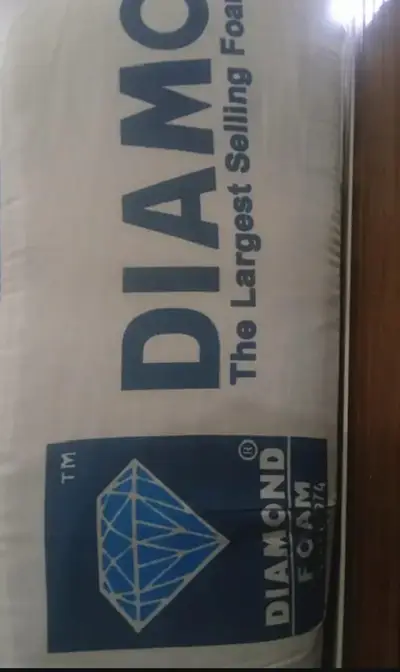 DIAMO
The Largest Selling Foa
TM
®
DIAMOND
FOAM